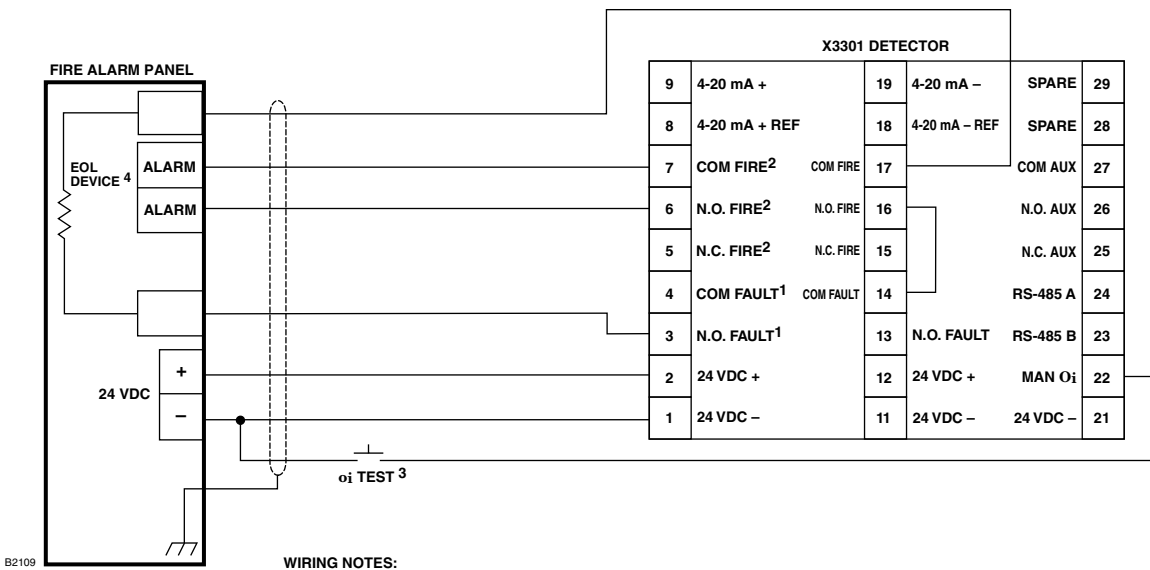 X3301 DETECTOR
FIRE ALARM PANEL
EOL
DEVICE 4
ALARM
ALARM
24 VDC
+
–
oi TEST 3
9 4-20 mA + 19 4-20 mA – SPARE 29
8 4-20 mA + REF 18 4-20 mA – REF SPARE 28
7 COM FIRE2 COM FIRE 17 COM AUX 27
6 N.O. FIRE2 N.O. FIRE 16 N.O. AUX 26
5 N.C. FIRE2 N.C. FIRE 15 N.C. AUX 25
4 COM FAULT1 COM FAULT 14 RS-485 A 24
3 N.O. FAULT1 13 N.O. FAULT RS-485 B 23
2 24 VDC + 12 24 VDC + MAN Oi 22
1 24 VDC – 11 24 VDC – 24 VDC – 21
B2109
WIRING NOTES: